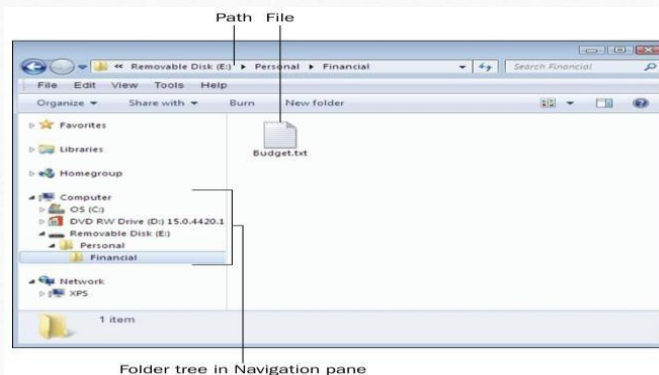 Path File
« Removable Disk (E:) ▸ Personal ▸ Financial Search Financial
File Edit View Tools Help
Organize Share with Burn New folder
Favorites
Libraries
Budget.txt
Homegroup
Computer
OS (C:)
DVD RW Drive (D:) 15.0.4420.1
Removable Disk (E:)
Personal
Financial
Network
XPS
1 item
Folder tree in Navigation pane